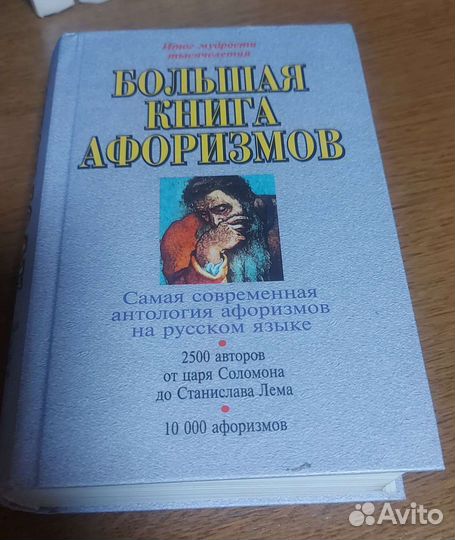 Итог мудрости
тысячелетия
БОЛЬШАЯ
КНИГА
АФОРИЗМОВ
Самая современная
антология афоризмов
на русском языке
2500 авторов
от царя Соломона
до Станислава Лема
10 000 афоризмов
Avito